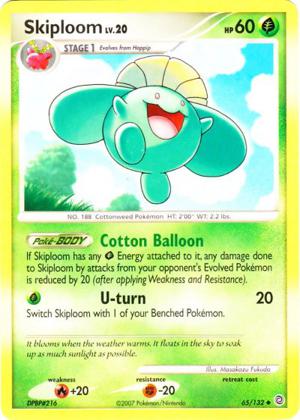 Skiploom LV.20
HP 60
STAGE 1 Evolves from Hoppip
NO. 188 Cottonweed Pokémon HT: 2'00" WT: 2.2 lbs.
Poké-BODY Cotton Balloon
If Skiploom has any Energy attached to it, any damage done
to Skiploom by attacks from your opponent's Evolved Pokémon
is reduced by 20 (after applying Weakness and Resistance).
U-turn 20
Switch Skiploom with 1 of your Benched Pokémon.
It blooms when the weather warms. It floats in the sky to soak
up as much sunlight as possible.
Illus. Masakazu Fukuda
weakness resistance retreat cost
+20 -20
DPBP#216 ©2007 Pokémon/Nintendo 65/132